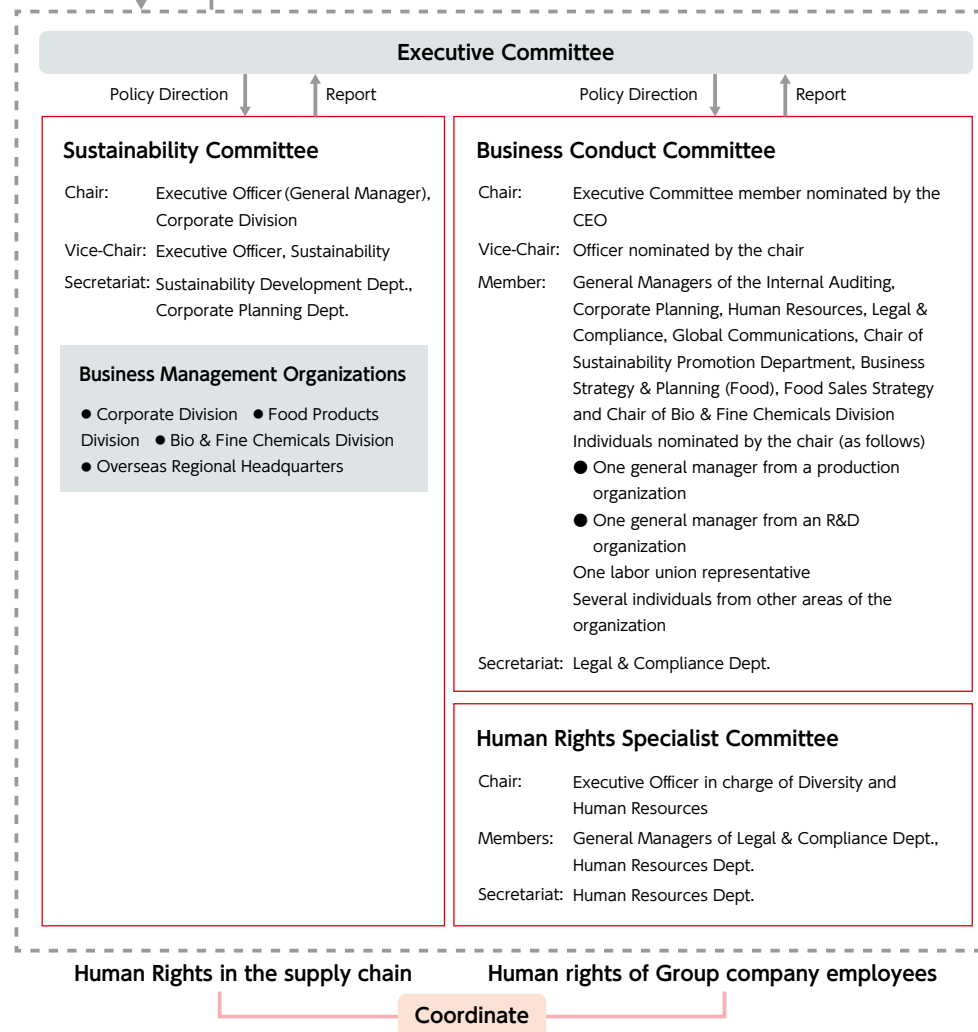 Executive Committee
Policy Direction
Report
Policy Direction
Report
Sustainability Committee
Chair: Executive Officer (General Manager),
Corporate Division
Vice-Chair: Executive Officer, Sustainability
Secretariat: Sustainability Development Dept.,
Corporate Planning Dept.
Business Management Organizations
● Corporate Division ● Food Products
Division ● Bio & Fine Chemicals Division
● Overseas Regional Headquarters
Business Conduct Committee
Chair: Executive Committee member nominated by the
CEO
Vice-Chair: Officer nominated by the chair
Member: General Managers of the Internal Auditing,
Corporate Planning, Human Resources, Legal &
Compliance, Global Communications, Chair of
Sustainability Promotion Department, Business
Strategy & Planning (Food), Food Sales Strategy
and Chair of Bio & Fine Chemicals Division
Individuals nominated by the chair (as follows)
● One general manager from a production
organization
● One general manager from an R&D
organization
One labor union representative
Several individuals from other areas of the
organization
Secretariat: Legal & Compliance Dept.
Human Rights Specialist Committee
Chair: Executive Officer in charge of Diversity and
Human Resources
Members: General Managers of Legal & Compliance Dept.,
Human Resources Dept.
Secretariat: Human Resources Dept.
Human Rights in the supply chain
Human rights of Group company employees
Coordinate